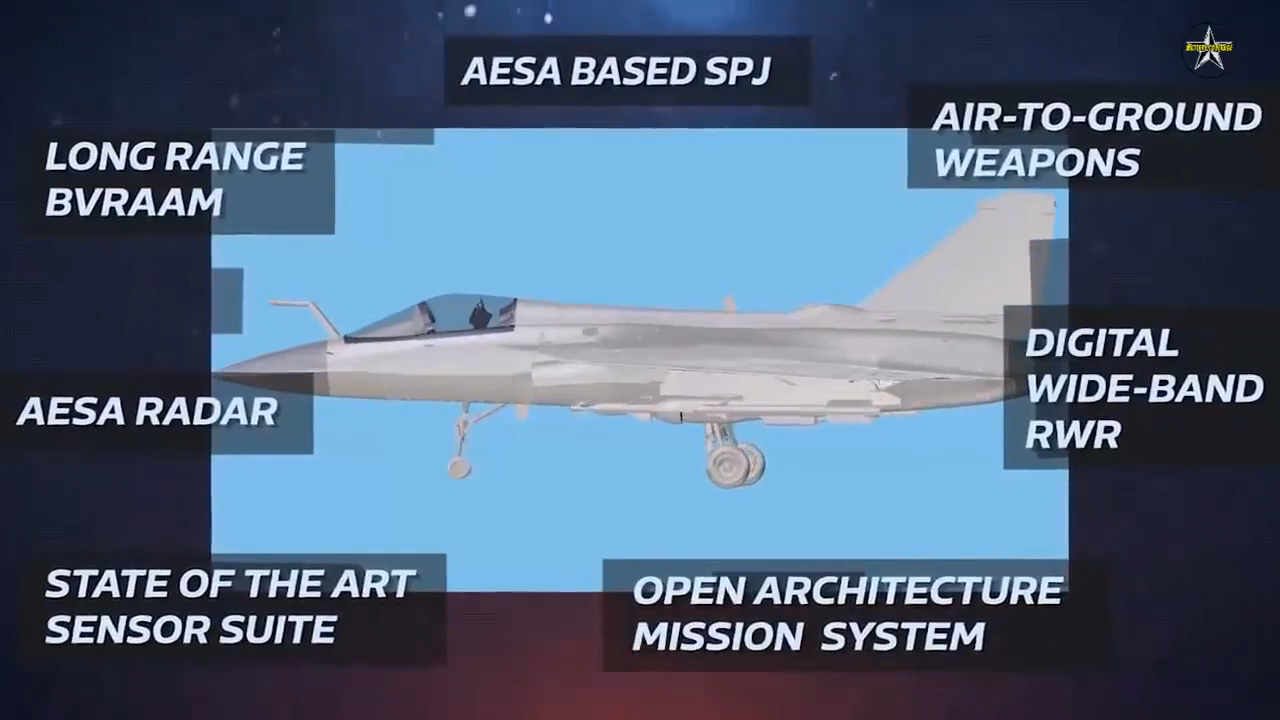 AESA BASED SPJ
AIR-TO-GROUND
WEAPONS
LONG RANGE
BVRAAM
DIGITAL
WIDE-BAND
RWR
AESA RADAR
STATE OF THE ART
SENSOR SUITE
OPEN ARCHITECTURE
MISSION SYSTEM